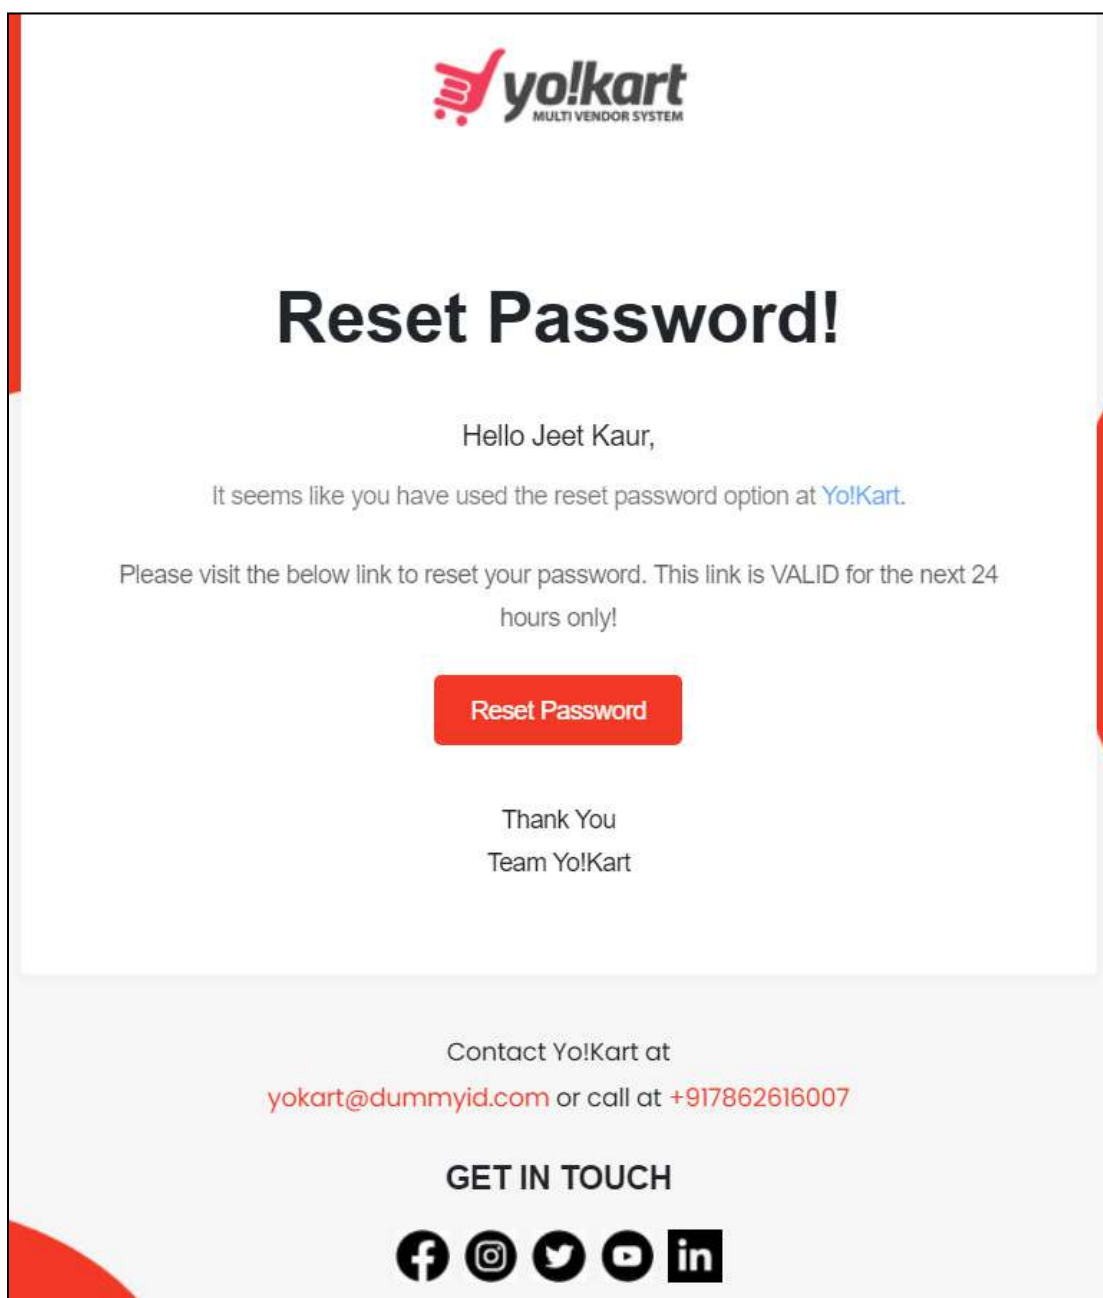 yo!kart
MULTI VENDOR SYSTEM
Reset Password!
Hello Jeet Kaur,
It seems like you have used the reset password option at Yo!Kart.
Please visit the below link to reset your password. This link is VALID for the next 24
hours only!
Reset Password
Thank You
Team Yo!Kart
Contact Yo!Kart at
yokart@dummyid.com or call at +917862616007
GET IN TOUCH
in